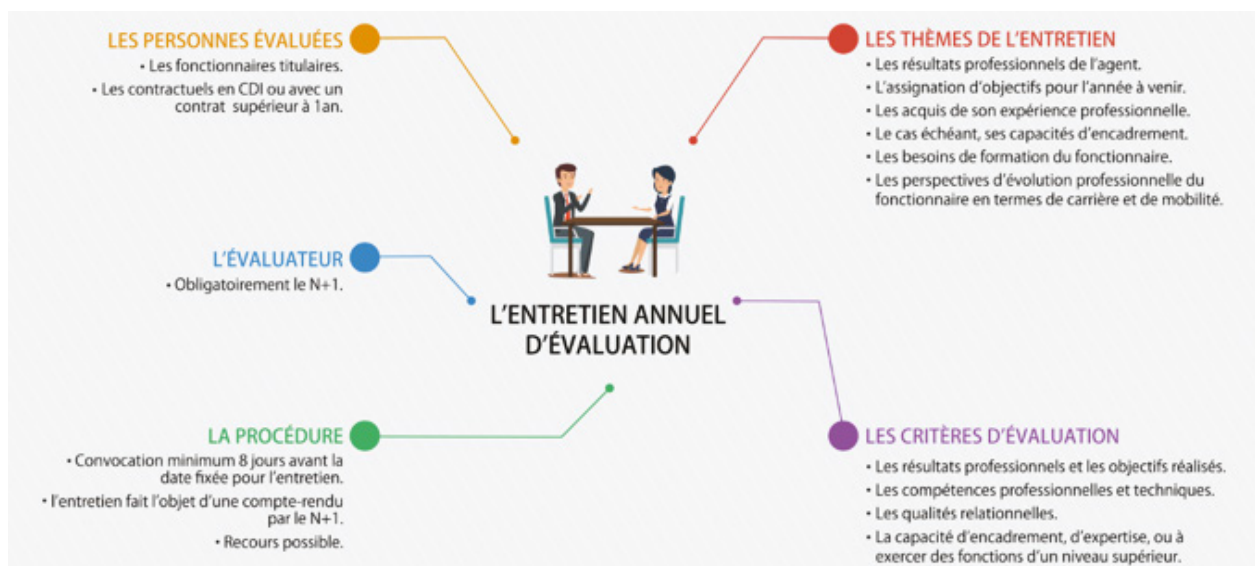 LES PERSONNES ÉVALUÉES
• Les fonctionnaires titulaires.
• Les contractuels en CDI ou avec un
contrat supérieur à 1an.
L'ÉVALUATEUR
• Obligatoirement le N+1.
LA PROCÉDURE
• Convocation minimum 8 jours avant la
date fixée pour l'entretien.
• l'entretien fait l'objet d'une compte-rendu
par le N+1.
• Recours possible.
L'ENTRETIEN ANNUEL
D'ÉVALUATION
LES THÈMES DE L'ENTRETIEN
• Les résultats professionnels de l'agent.
• L'assignation d'objectifs pour l'année à venir.
• Les acquis de son expérience professionnelle.
• Le cas échéant, ses capacités d'encadrement.
• Les besoins de formation du fonctionnaire.
• Les perspectives d'évolution professionnelle du
fonctionnaire en termes de carrière et de mobilité.
LES CRITÈRES D'ÉVALUATION
• Les résultats professionnels et les objectifs réalisés.
• Les compétences professionnelles et techniques.
• Les qualités relationnelles.
• La capacité d'encadrement, d'expertise, ou à
exercer des fonctions d'un niveau supérieur.